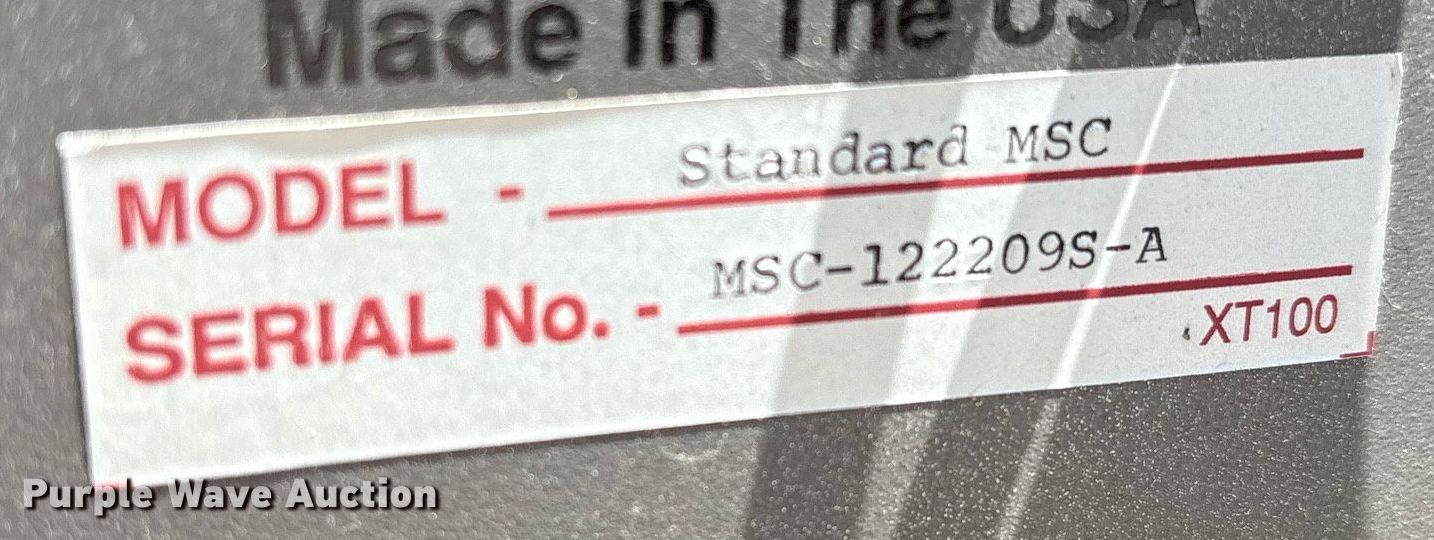 Made In The USA
MODEL - Standard MSC
SERIAL No. - MSC-122209S-A
XT100
Purple Wave Auction